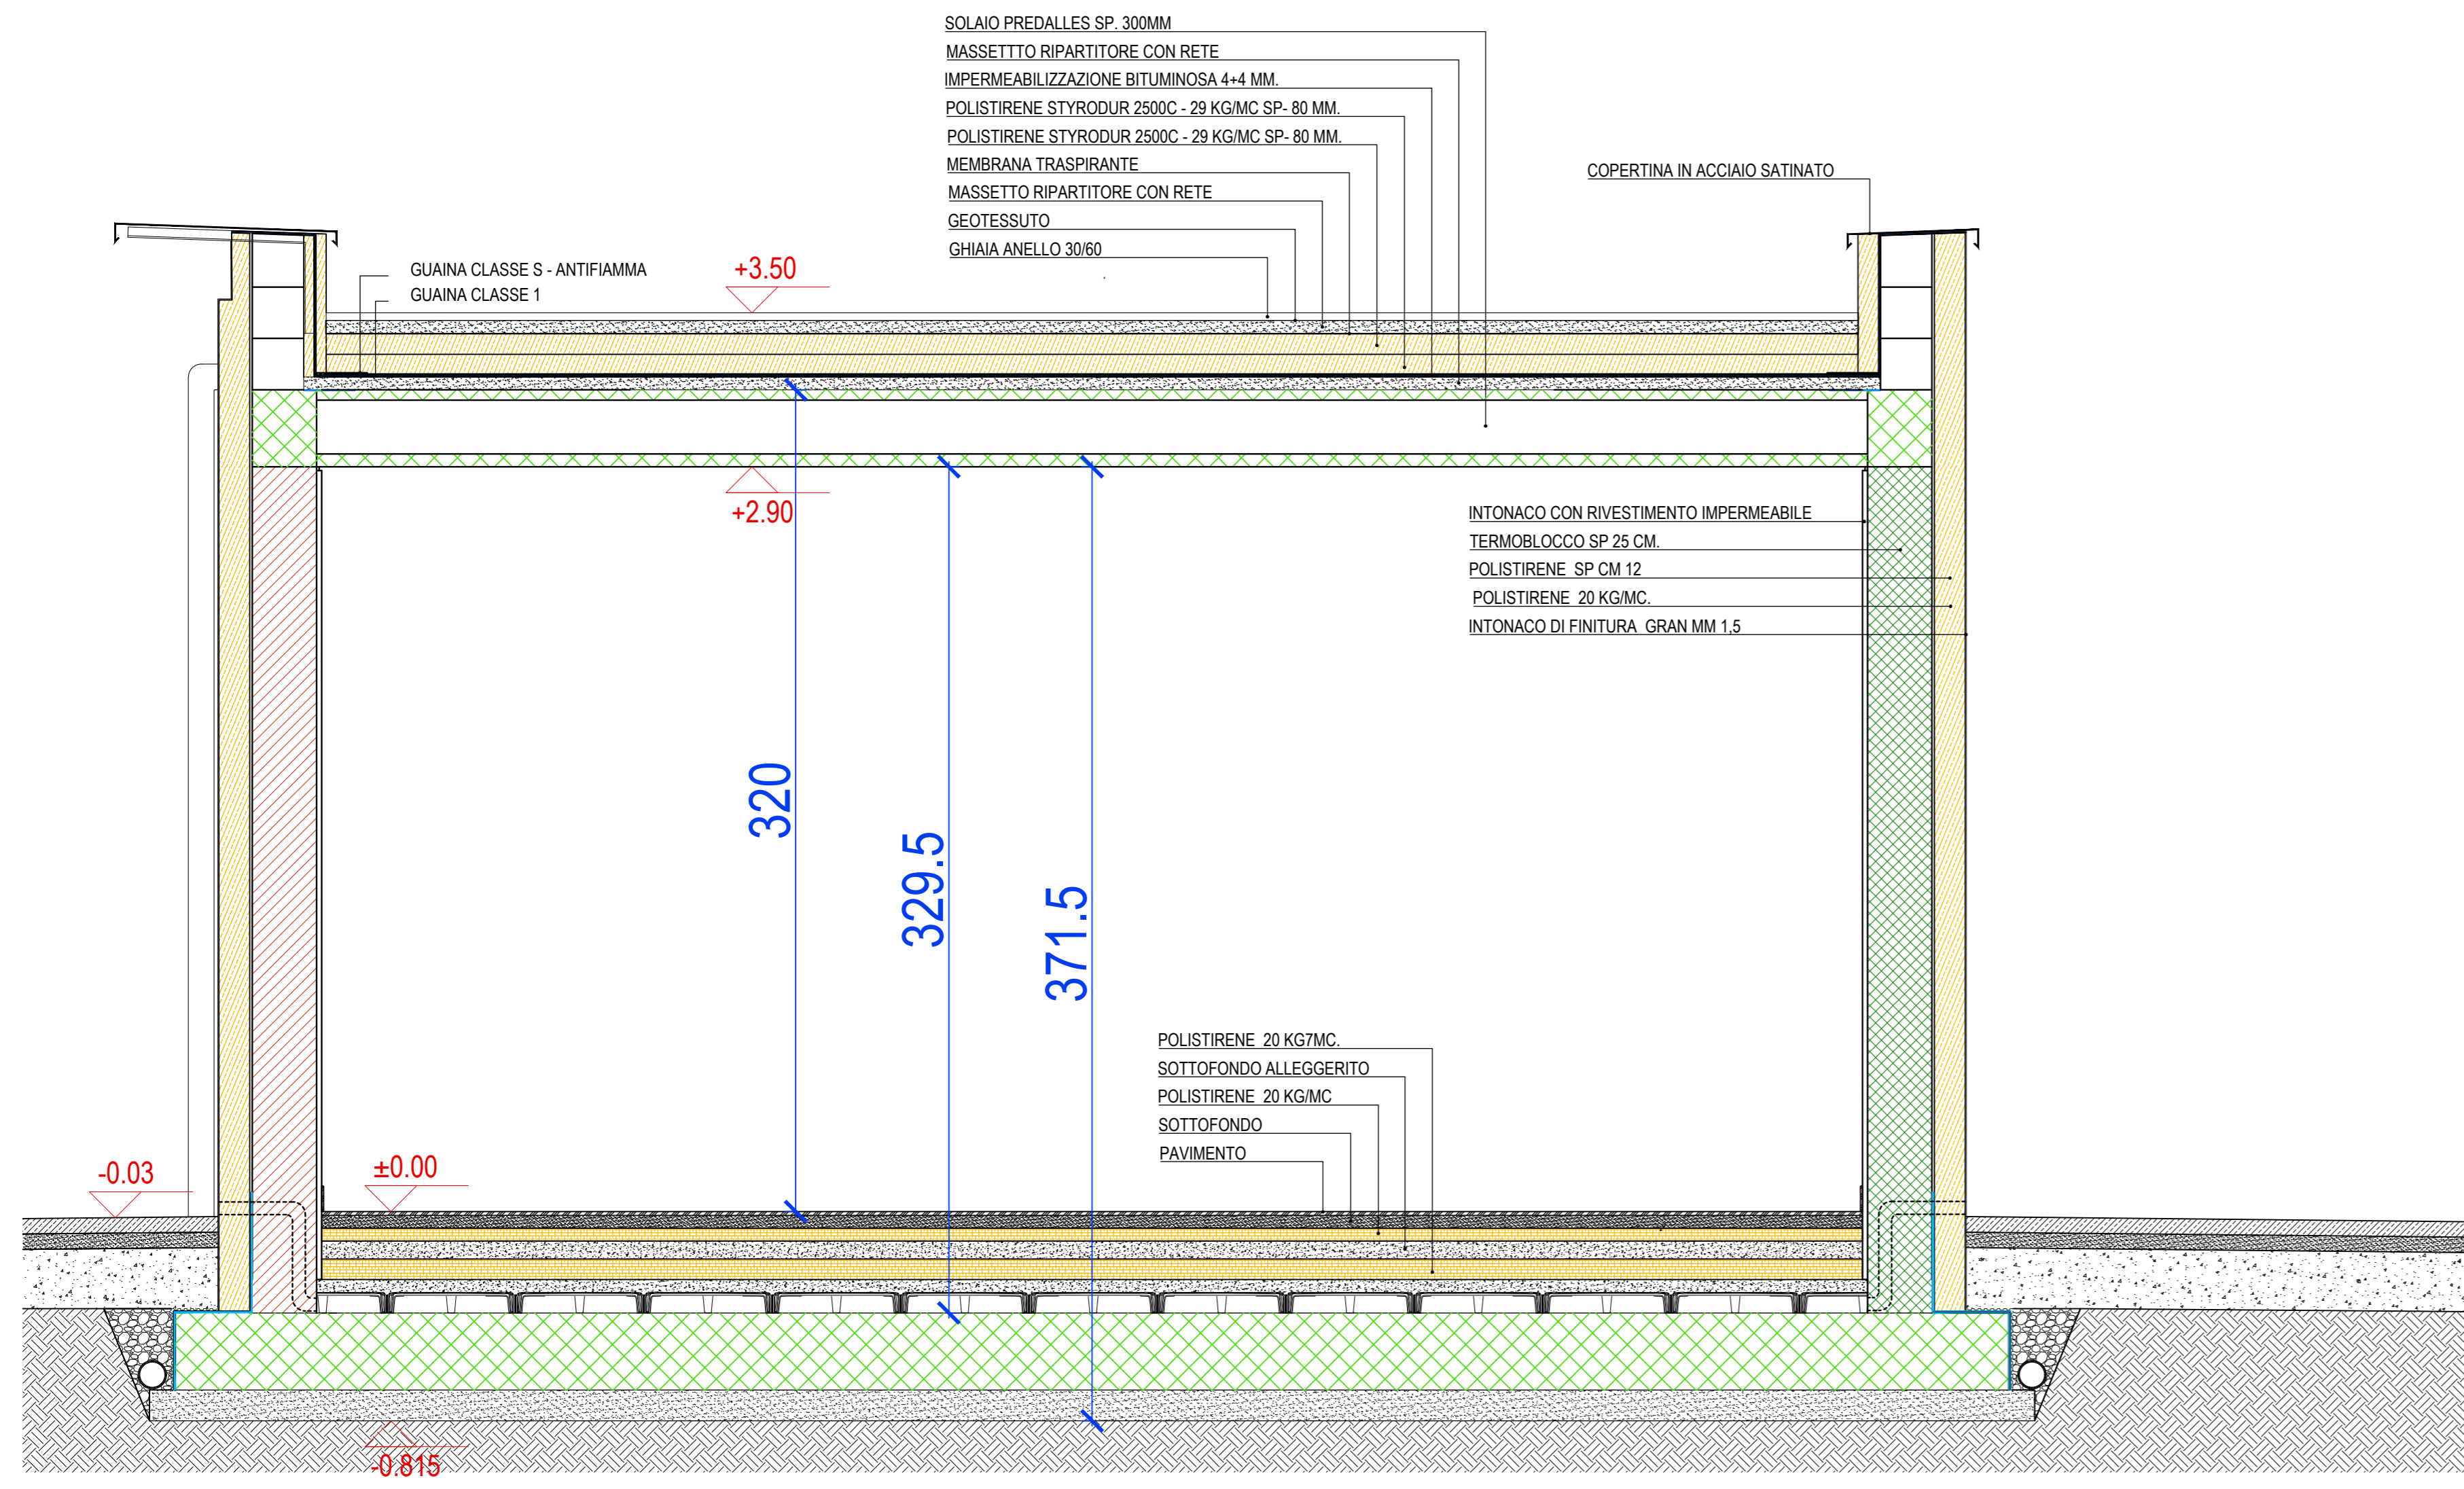 SOLAIO PREDALLES SP. 300MM
MASSETTTO RIPARTITORE CON RETE
IMPERMEABILIZZAZIONE BITUMINOSA 4+4 MM.
POLISTIRENE STYRODUR 2500C - 29 KG/MC SP- 80 MM.
POLISTIRENE STYRODUR 2500C - 29 KG/MC SP- 80 MM.
MEMBRANA TRASPIRANTE
MASSETTO RIPARTITORE CON RETE
GEOTESSUTO
GHIAIA ANELLO 30/60
COPERTINA IN ACCIAIO SATINATO
GUAINA CLASSE S - ANTIFIAMMA
GUAINA CLASSE 1
+3.50
+2.90
INTONACO CON RIVESTIMENTO IMPERMEABILE
TERMOBLOCCO SP 25 CM.
POLISTIRENE SP CM 12
POLISTIRENE 20 KG/MC.
INTONACO DI FINITURA GRAN MM 1,5
320
329.5
371.5
POLISTIRENE 20 KG7MC.
SOTTOFONDO ALLEGGERITO
POLISTIRENE 20 KG/MC
SOTTOFONDO
PAVIMENTO
-0.03
±0.00
-0.815